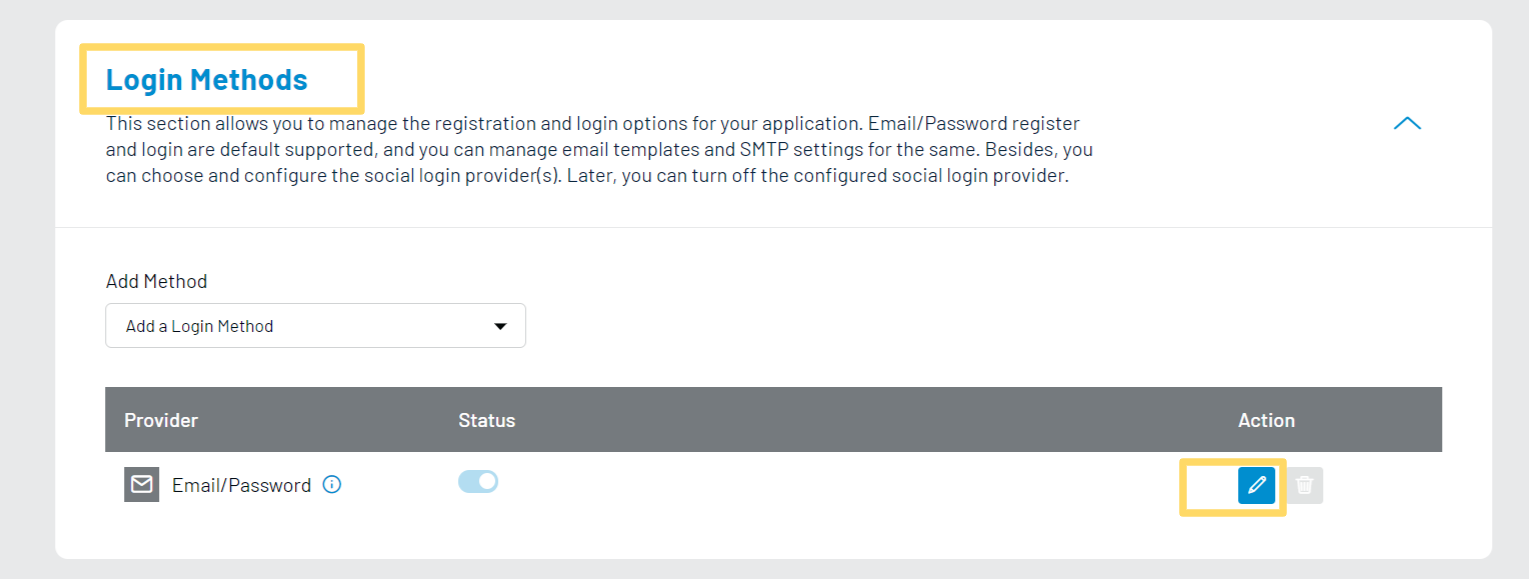 Login Methods
This section allows you to manage the registration and login options for your application. Email/Password register
and login are default supported, and you can manage email templates and SMTP settings for the same. Besides, you
can choose and configure the social login provider(s). Later, you can turn off the configured social login provider.
Add Method
Add a Login Method
Provider Status Action
Email/Password